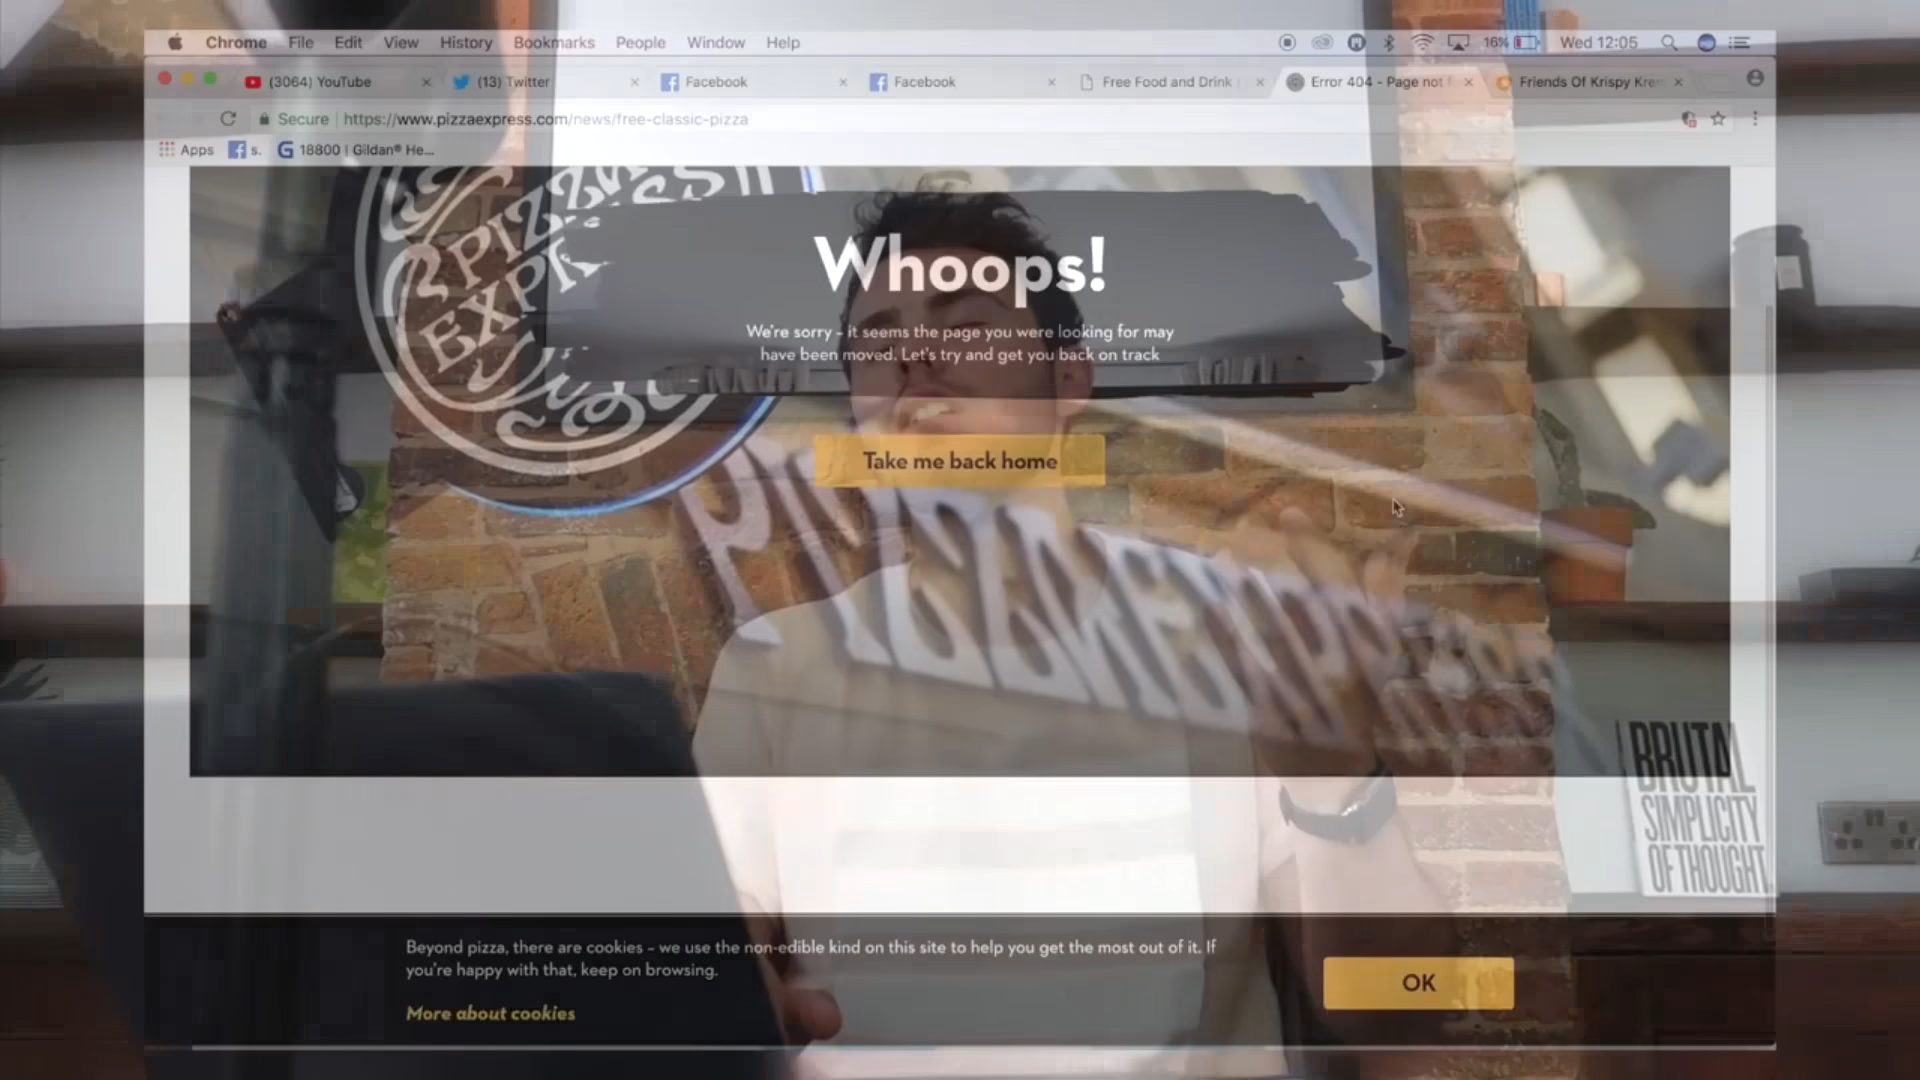 Chrome File Edit View History Bookmarks People Window Help 16% Wed 12:05
(3064) YouTube (13) Twitter Facebook Facebook Free Food and Drink Error 404 - Page not f Friends Of Krispy Krem
Secure https://www.pizzaexpress.com/news/free-classic-pizza
Apps s. 18800 | Gildan® He...
PIZZA
EXPRESS
Whoops!
We're sorry - it seems the page you were looking for may
have been moved. Let's try and get you back on track
Take me back home
PIZZAEXPRESS
BRUTAL
SIMPLICITY
OF THOUGHT
Beyond pizza, there are cookies - we use the non-edible kind on this site to help you get the most out of it. If
you're happy with that, keep on browsing.
More about cookies
OK